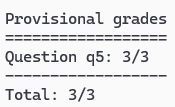 Provisional grades
==================
Question q5: 3/3
------------------
Total: 3/3